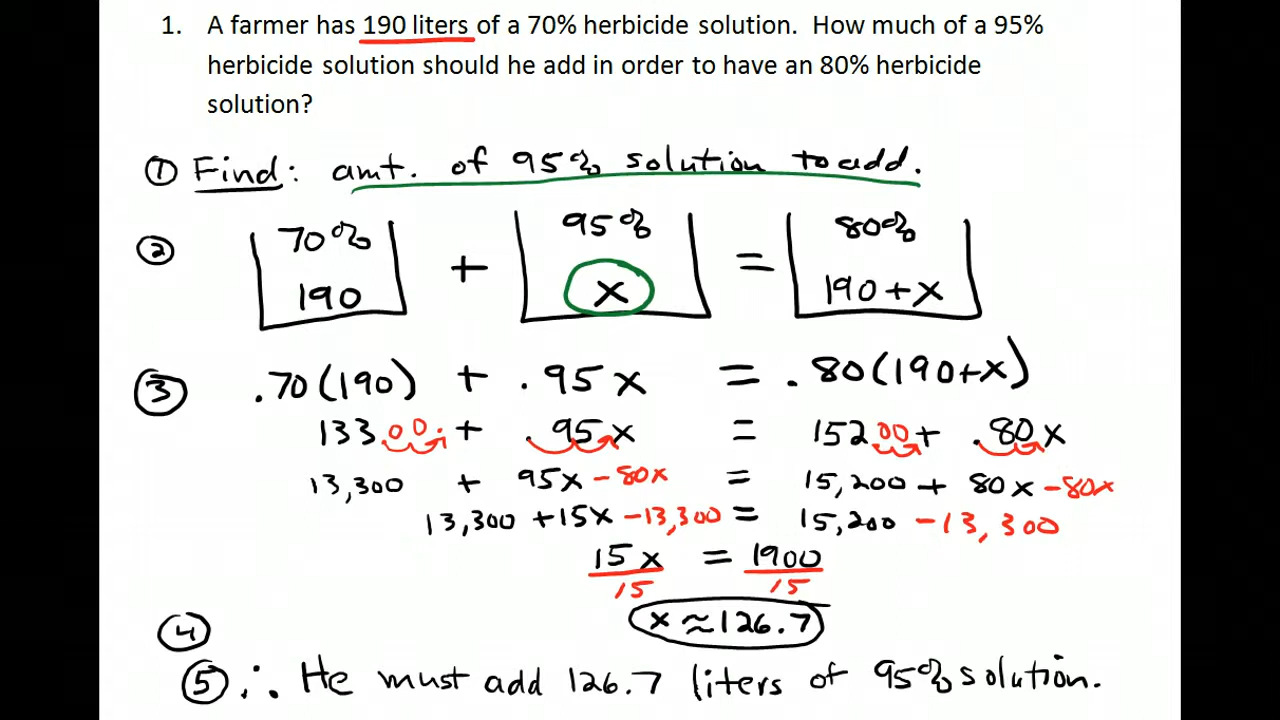 1. A farmer has 190 liters of a 70% herbicide solution. How much of a 95%
herbicide solution should he add in order to have an 80% herbicide
solution?
① Find: amt. of 95% solution to add.
② 70% 95% 80%
190 + x = 190+x
③ .70(190) + .95x = .80(190+x)
13300. + .95x = 15200 + .80x
13,300 + 95x -80x = 15,200 + 80x -80x
13,300 +15x -13,300 = 15,200 -13,300
15x = 1900
15 15
④ x ≈ 126.7
⑤ ∴ He must add 126.7 liters of 95% solution.